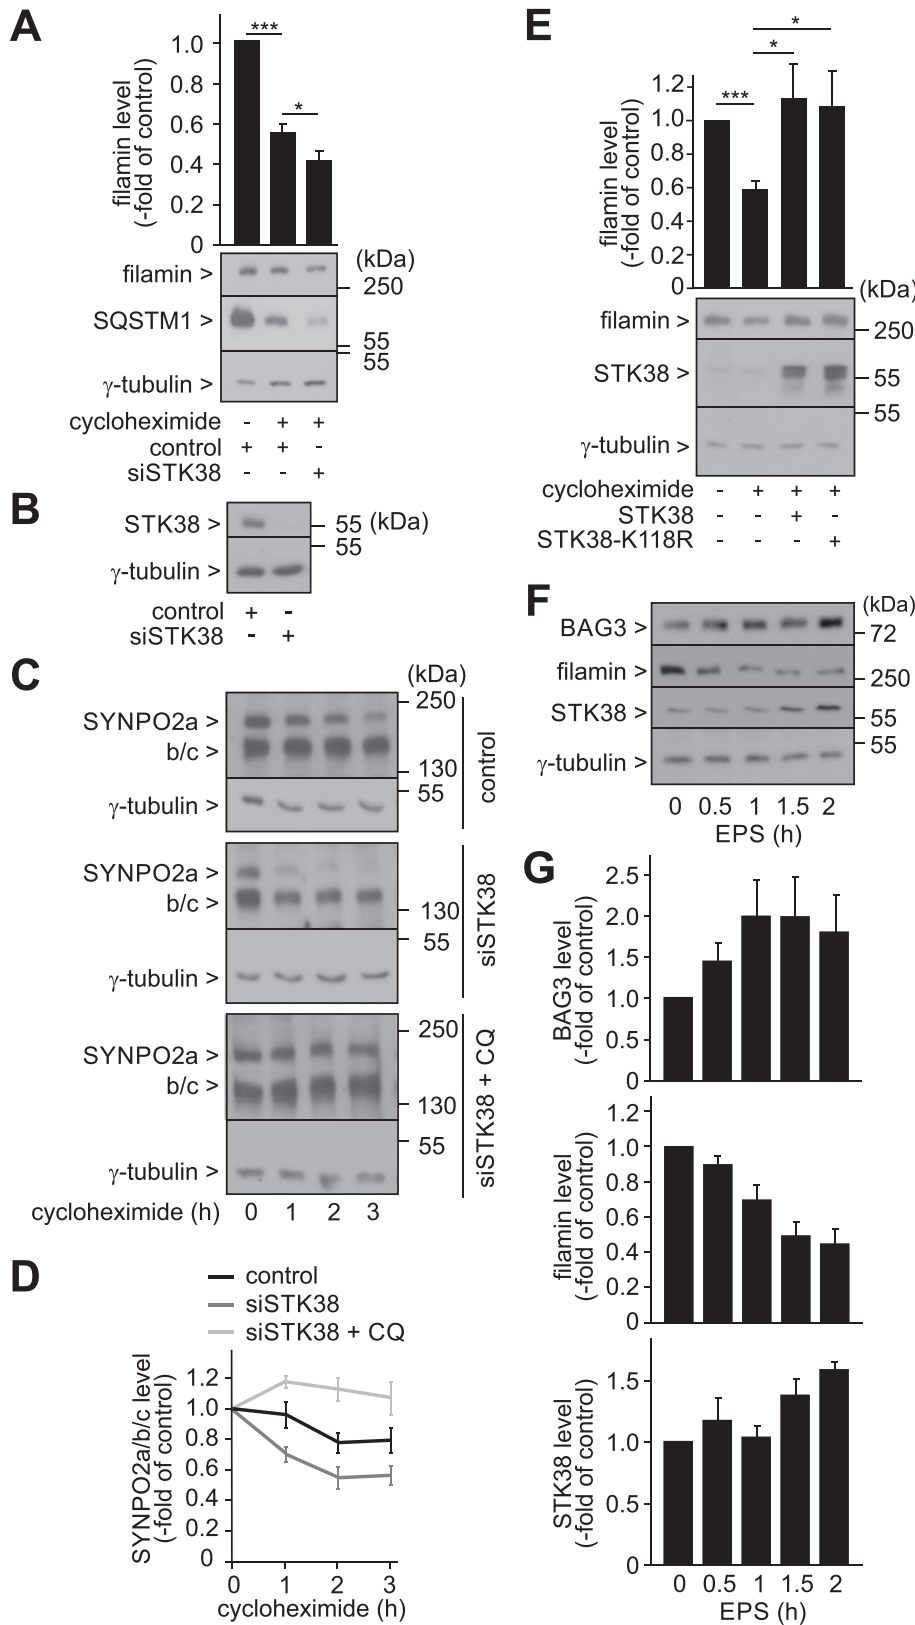 A
***
*
1.0
0.8
0.6
0.4
0.2
0
filamin level
(-fold of control)
(kDa)
filamin >
250
SQSTM1 >
55
55
γ-tubulin >
cycloheximide - + +
control + + -
siSTK38 - - +
B
STK38 >
55 (kDa)
55
γ-tubulin >
control + -
siSTK38 - +
C
(kDa)
250
SYNPO2a >
b/c >
130
55
γ-tubulin >
control
SYNPO2a >
b/c >
130
55
γ-tubulin >
siSTK38
250
SYNPO2a >
b/c >
130
55
γ-tubulin >
siSTK38 + CQ
cycloheximide (h) 0 1 2 3
D
control
siSTK38
siSTK38 + CQ
1.2
1.0
0.8
0.6
0.4
0.2
0
SYNPO2a/b/c level
(-fold of control)
0 1 2 3
cycloheximide (h)
E
*
*
***
1.2
1.0
0.8
0.6
0.4
0.2
0
filamin level
(-fold of control)
(kDa)
filamin >
250
STK38 >
55
55
γ-tubulin >
cycloheximide - + + +
STK38 - - + -
STK38-K118R - - - +
F
(kDa)
BAG3 >
72
filamin >
250
STK38 >
55
55
γ-tubulin >
0 0.5 1 1.5 2
EPS (h)
G
2.5
2.0
1.5
1.0
0.5
0
BAG3 level
(-fold of control)
1.2
1.0
0.8
0.6
0.4
0.2
0
filamin level
(-fold of control)
1.5
1.0
0.5
0
STK38 level
(-fold of control)
0 0.5 1 1.5 2
EPS (h)